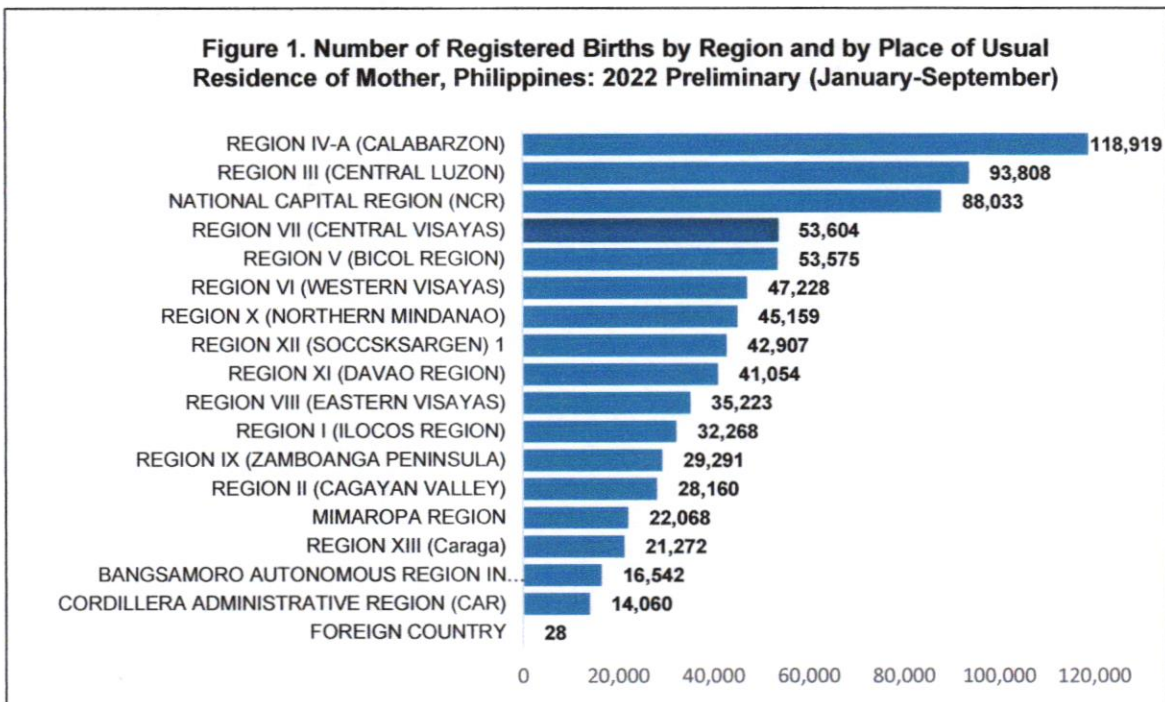 Figure 1. Number of Registered Births by Region and by Place of Usual
Residence of Mother, Philippines: 2022 Preliminary (January-September)
REGION IV-A (CALABARZON) 118,919
REGION III (CENTRAL LUZON) 93,808
NATIONAL CAPITAL REGION (NCR) 88,033
REGION VII (CENTRAL VISAYAS) 53,604
REGION V (BICOL REGION) 53,575
REGION VI (WESTERN VISAYAS) 47,228
REGION X (NORTHERN MINDANAO) 45,159
REGION XII (SOCCSKSARGEN) 1 42,907
REGION XI (DAVAO REGION) 41,054
REGION VIII (EASTERN VISAYAS) 35,223
REGION I (ILOCOS REGION) 32,268
REGION IX (ZAMBOANGA PENINSULA) 29,291
REGION II (CAGAYAN VALLEY) 28,160
MIMAROPA REGION 22,068
REGION XIII (Caraga) 21,272
BANGSAMORO AUTONOMOUS REGION IN... 16,542
CORDILLERA ADMINISTRATIVE REGION (CAR) 14,060
FOREIGN COUNTRY 28
0 20,000 40,000 60,000 80,000 100,000 120,000